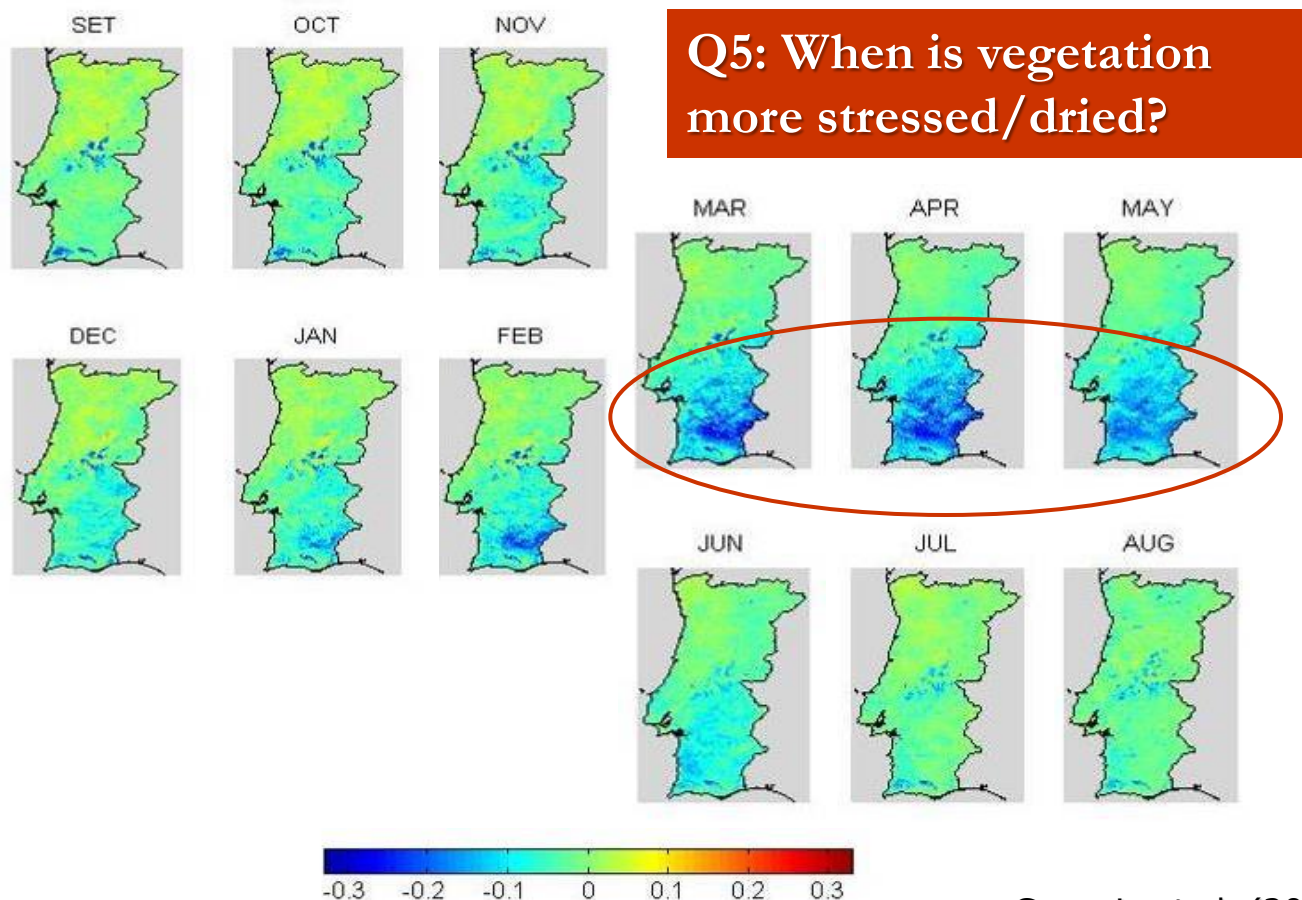 SET OCT NOV
Q5: When is vegetation
more stressed/dried?
MAR APR MAY
DEC JAN FEB
JUN JUL AUG
-0.3 -0.2 -0.1 0 0.1 0.2 0.3